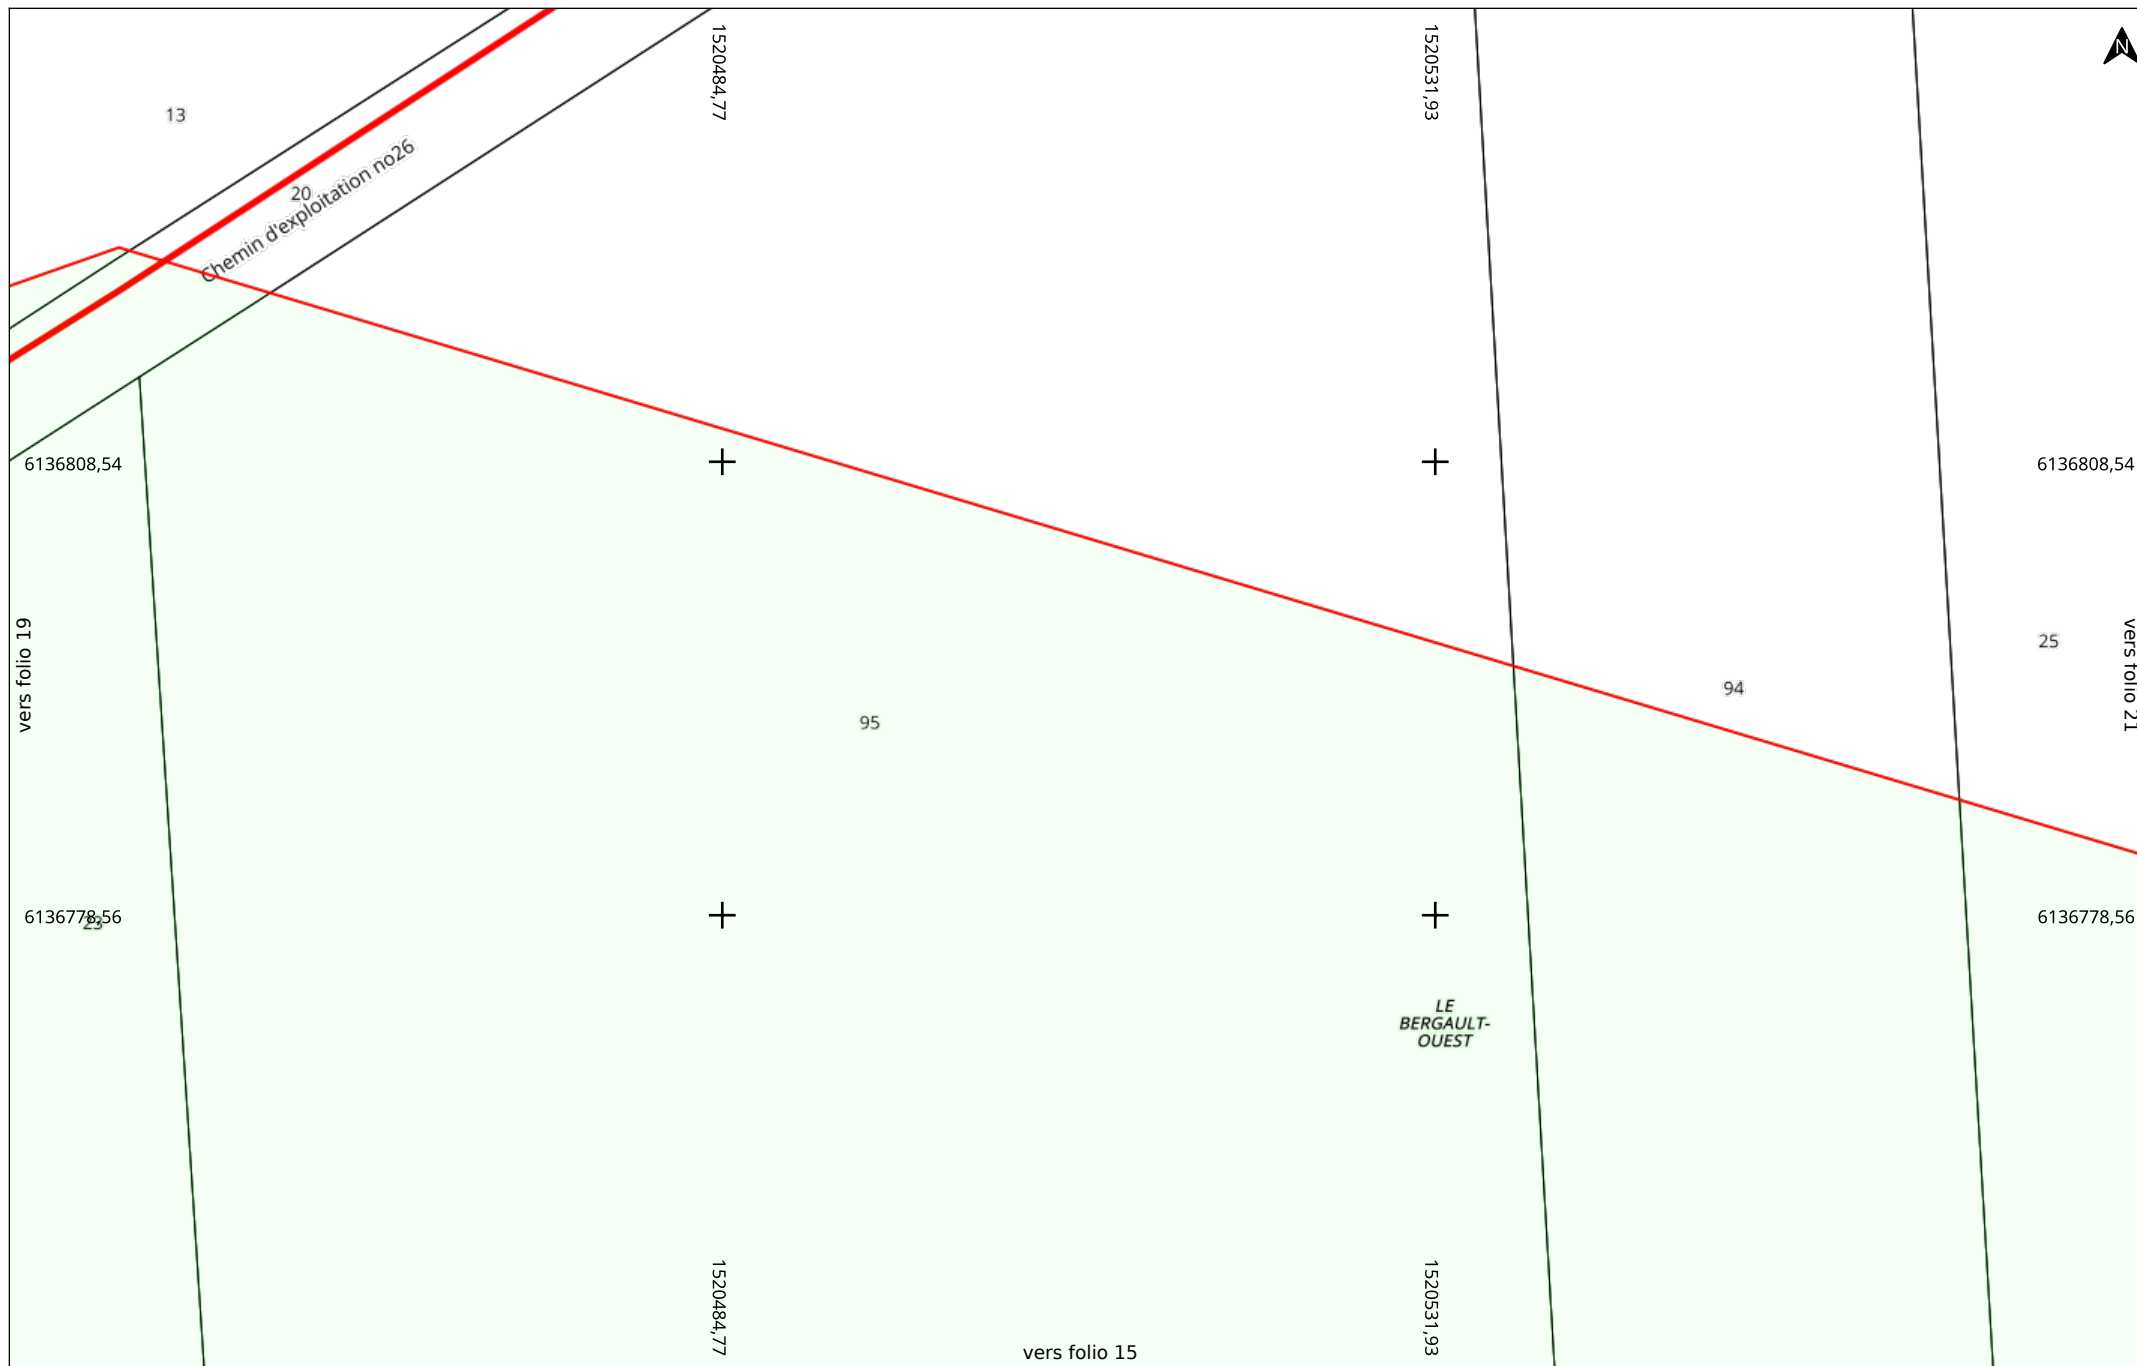 1520484,77
1520531,93
N
13
20
Chemin d'exploitation no26
6136808,54
6136808,54
vers folio 19
25
vers folio 21
94
95
6136778,56
23
6136778,56
LE
BERGAULT-
OUEST
1520484,77
1520531,93
vers folio 15